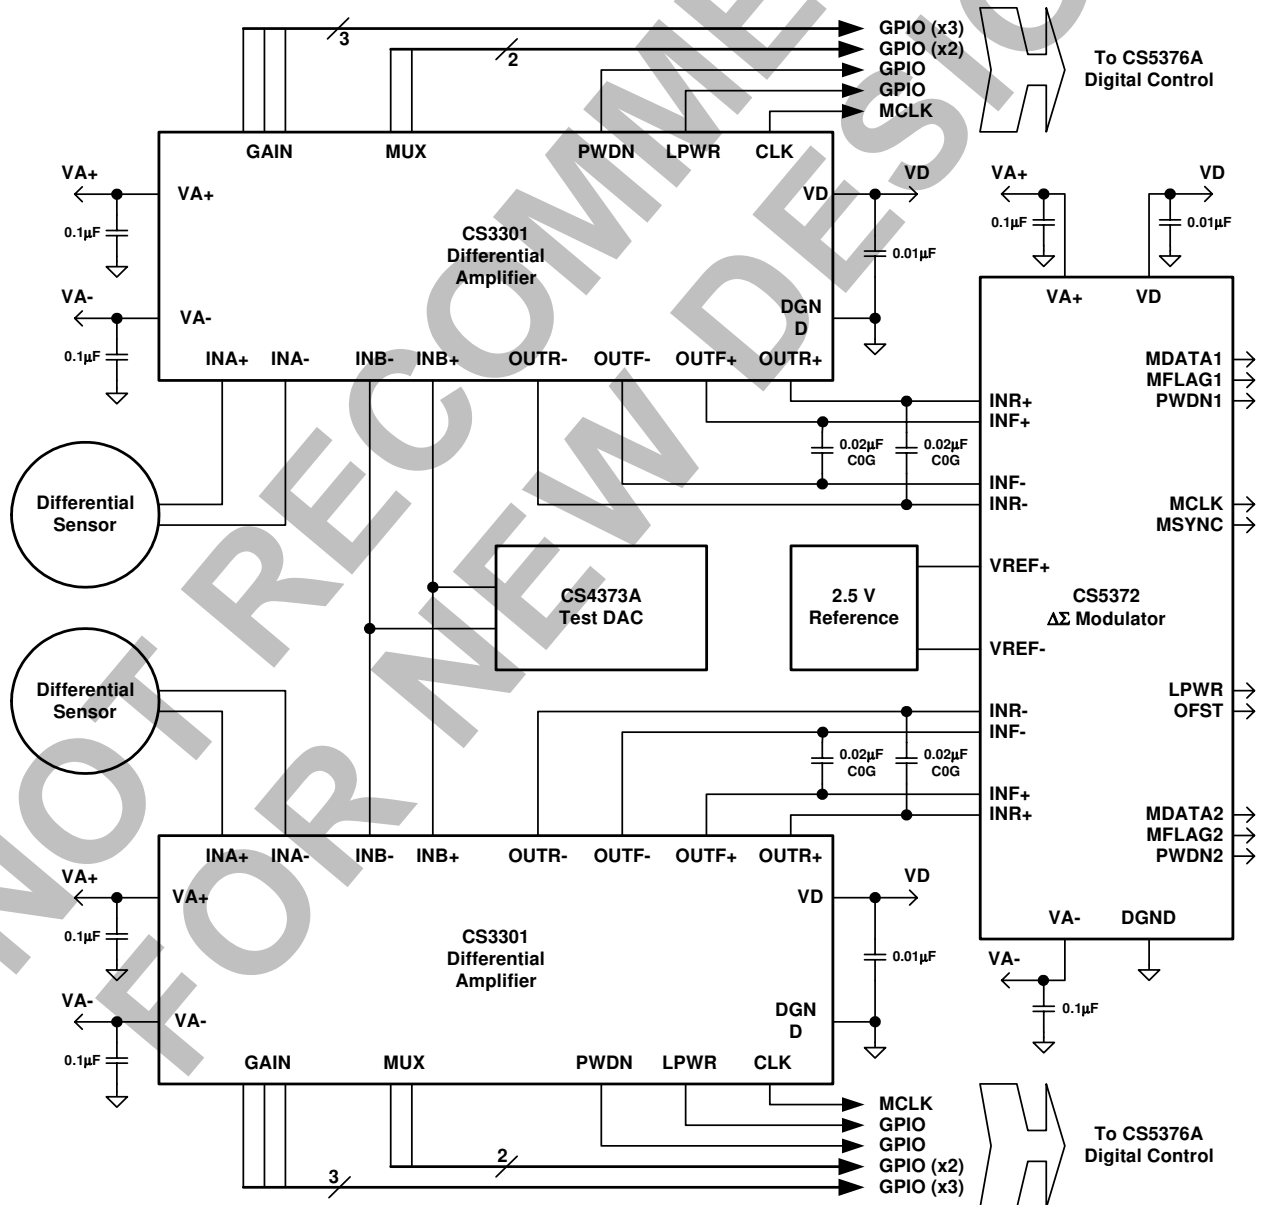 GPIO (x3)
GPIO (x2)
GPIO
GPIO
MCLK
3
2
To CS5376A
Digital Control
GAIN
MUX
PWDN
LPWR
CLK
VA+
VA+
0.1µF
VA-
VA-
0.1µF
CS3301
Differential
Amplifier
VD
VD
0.01µF
DGN
D
INA+
INA-
INB-
INB+
OUTR-
OUTF-
OUTF+
OUTR+
VA+
0.1µF
VD
0.01µF
VA+
VD
MDATA1
MFLAG1
PWDN1
INR+
INF+
0.02µF
C0G
0.02µF
C0G
INF-
INR-
MCLK
MSYNC
Differential
Sensor
CS4373A
Test DAC
2.5 V
Reference
VREF+
VREF-
CS5372
ΔΣ Modulator
Differential
Sensor
LPWR
OFST
INR-
INF-
0.02µF
C0G
0.02µF
C0G
INF+
INR+
MDATA2
MFLAG2
PWDN2
VA-
DGND
VA-
0.1µF
INA+
INA-
INB-
INB+
OUTR-
OUTF-
OUTF+
OUTR+
VA+
VA+
0.1µF
VA-
VA-
0.1µF
CS3301
Differential
Amplifier
VD
VD
0.01µF
DGN
D
GAIN
MUX
PWDN
LPWR
CLK
MCLK
GPIO
GPIO
GPIO (x2)
GPIO (x3)
2
3
To CS5376A
Digital Control
NOT RECOMME
FOR NEW DESIG